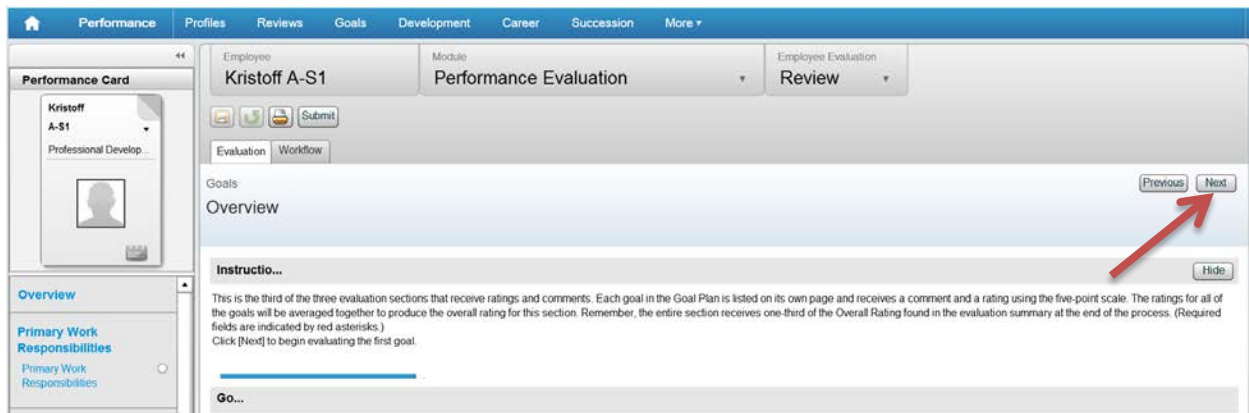 Performance Profiles Reviews Goals Development Career Succession More
Performance Card
Kristoff
A-S1
Professional Develop...
Overview
Primary Work
Responsibilities
Primary Work
Responsibilities
Employee
Kristoff A-S1
Module
Performance Evaluation
Employee Evaluation
Review
Submit
Evaluation Workflow
Goals
Overview
Previous Next
Instructio...
Hide
This is the third of the three evaluation sections that receive ratings and comments. Each goal in the Goal Plan is listed on its own page and receives a comment and a rating using the five-point scale. The ratings for all of
the goals will be averaged together to produce the overall rating for this section. Remember, the entire section receives one-third of the Overall Rating found in the evaluation summary at the end of the process. (Required
fields are indicated by red asterisks.)
Click [Next] to begin evaluating the first goal.
Go...